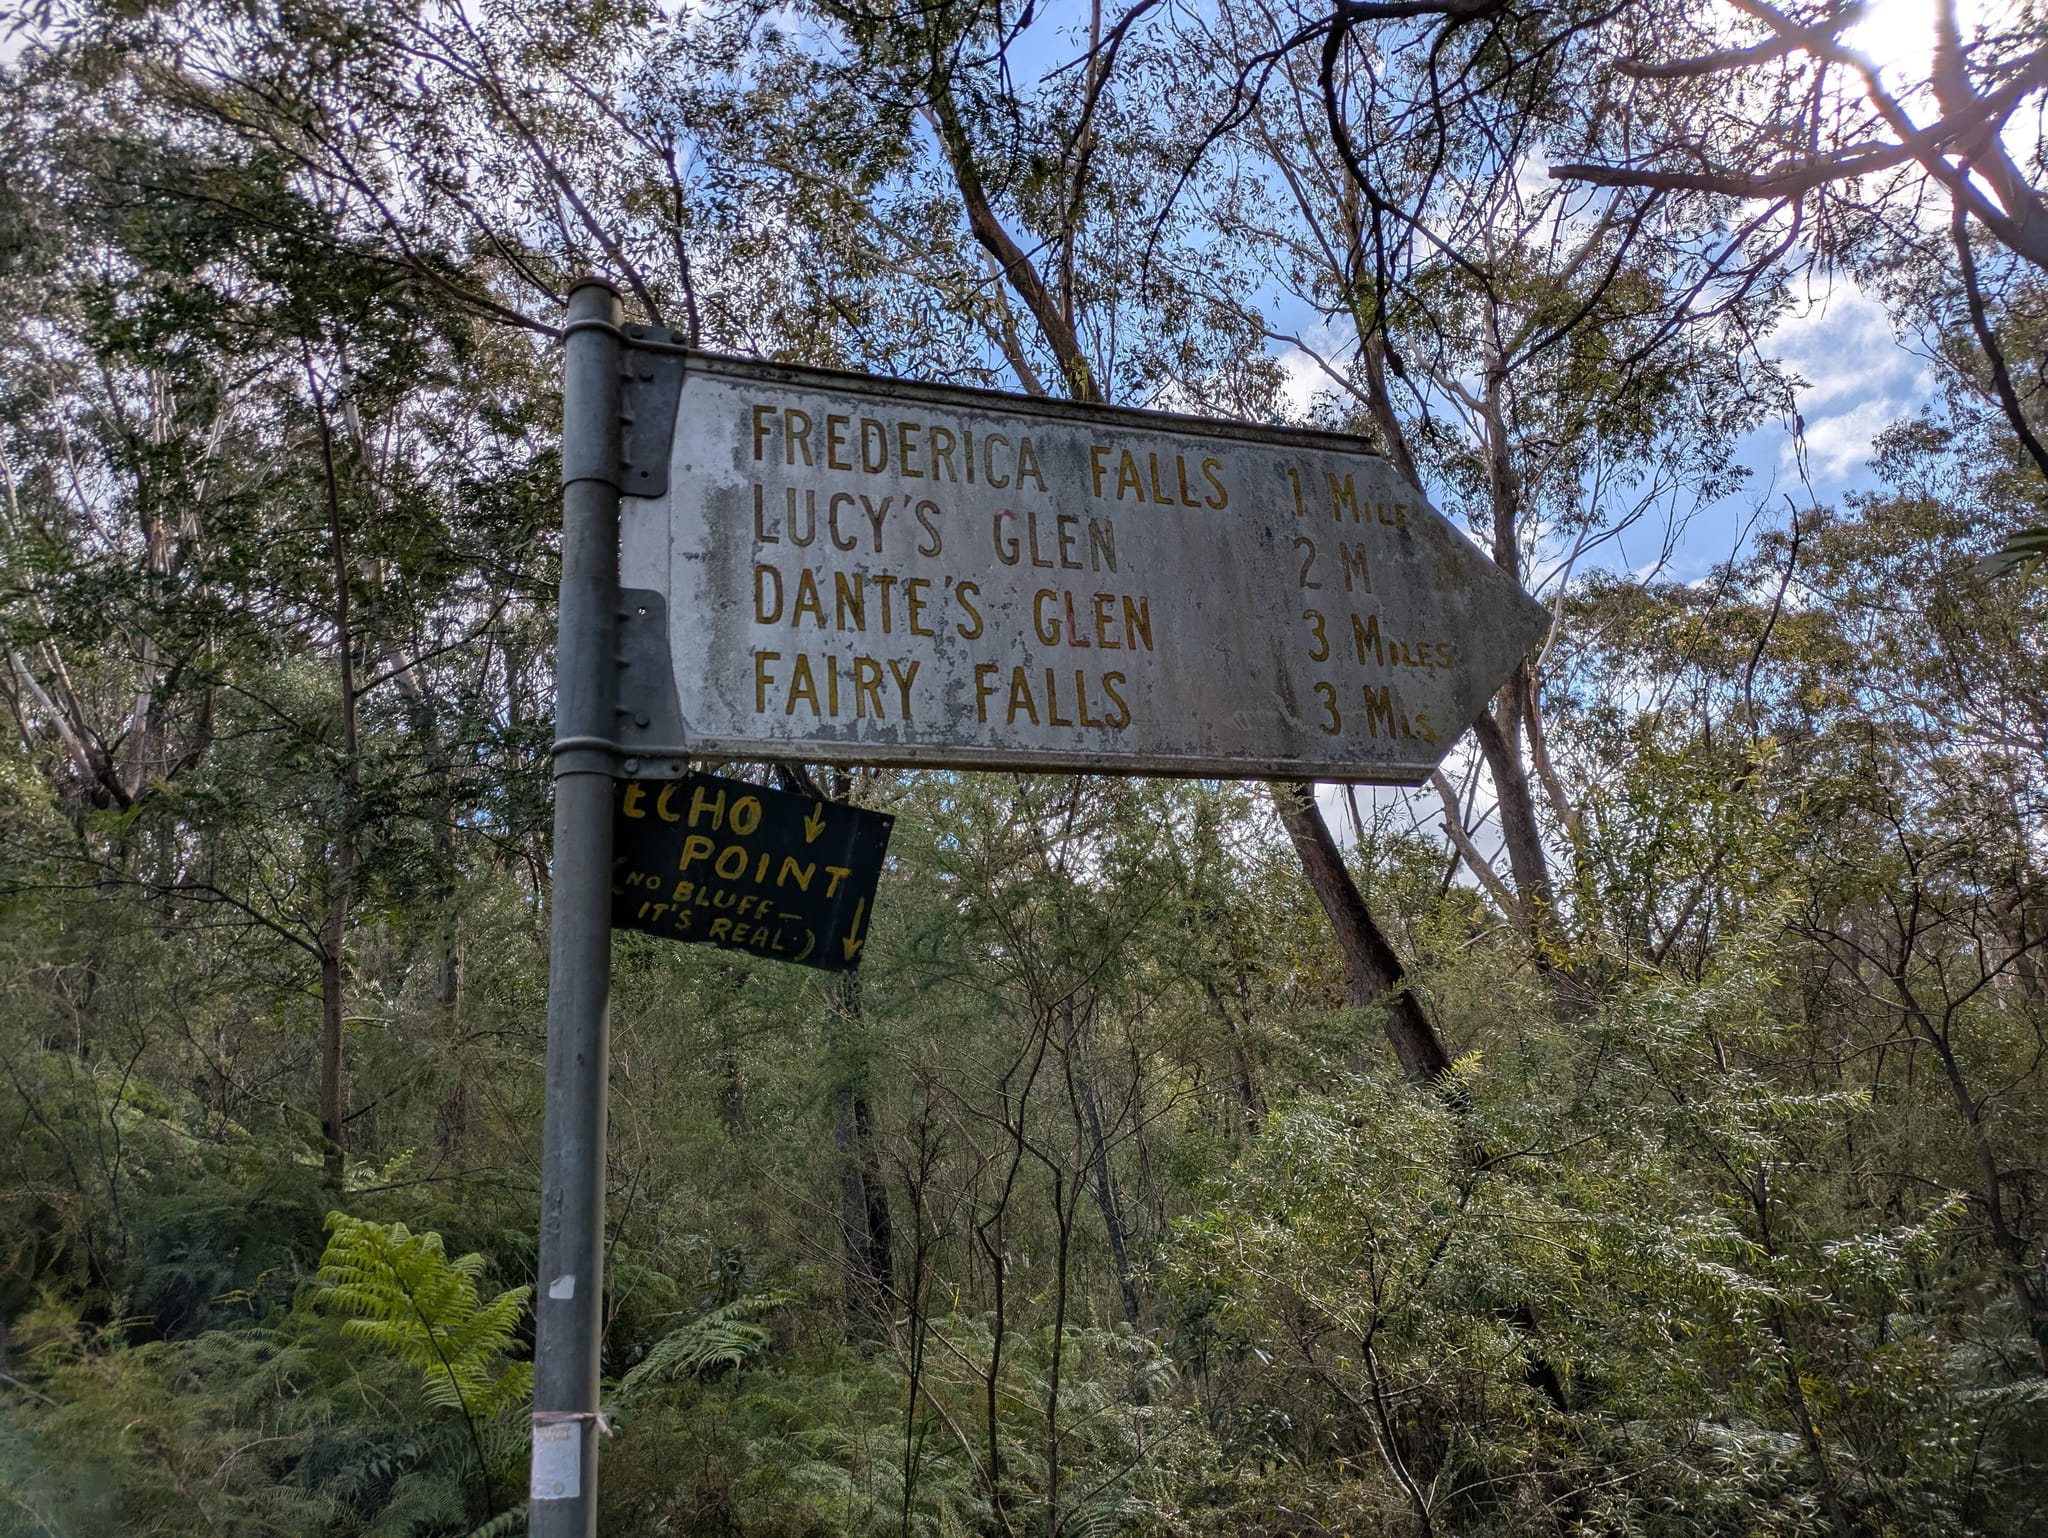 FREDERICA FALLS 1 MILE
LUCY'S GLEN 2 M
DANTE'S GLEN 3 MILES
FAIRY FALLS 3 MLS.
ECHO
POINT
(NO BLUFF—
IT'S REAL.)